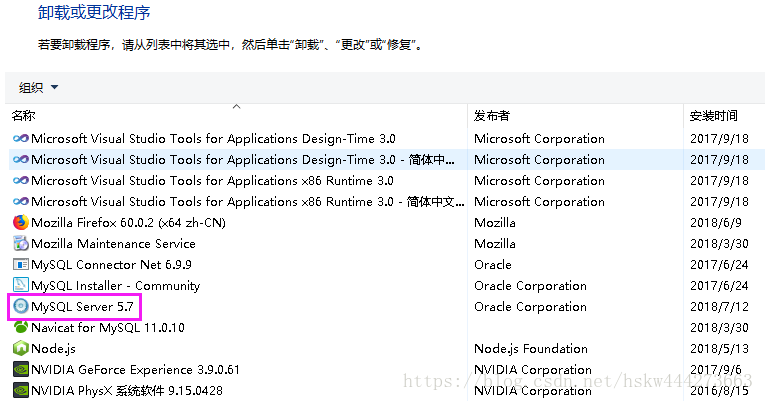 卸载或更改程序
若要卸载程序，请从列表中将其选中，然后单击“卸载”、“更改”或“修复”。
组织
名称 发布者 安装时间
Microsoft Visual Studio Tools for Applications Design-Time 3.0 Microsoft Corporation 2017/9/18
Microsoft Visual Studio Tools for Applications Design-Time 3.0 - 简体中... Microsoft Corporation 2017/9/18
Microsoft Visual Studio Tools for Applications x86 Runtime 3.0 Microsoft Corporation 2017/9/18
Microsoft Visual Studio Tools for Applications x86 Runtime 3.0 - 简体中文... Microsoft Corporation 2017/9/18
Mozilla Firefox 60.0.2 (x64 zh-CN) Mozilla 2018/6/9
Mozilla Maintenance Service Mozilla 2018/3/30
MySQL Connector Net 6.9.9 Oracle 2017/6/24
MySQL Installer - Community Oracle Corporation 2017/6/24
MySQL Server 5.7 Oracle Corporation 2018/7/12
Navicat for MySQL 11.0.10 2018/3/30
Node.js Node.js Foundation 2018/5/13
NVIDIA GeForce Experience 3.9.0.61 NVIDIA Corporation 2017/9/6
NVIDIA PhysX 系统软件 9.15.0428 NVIDIA Corporation 2016/8/15